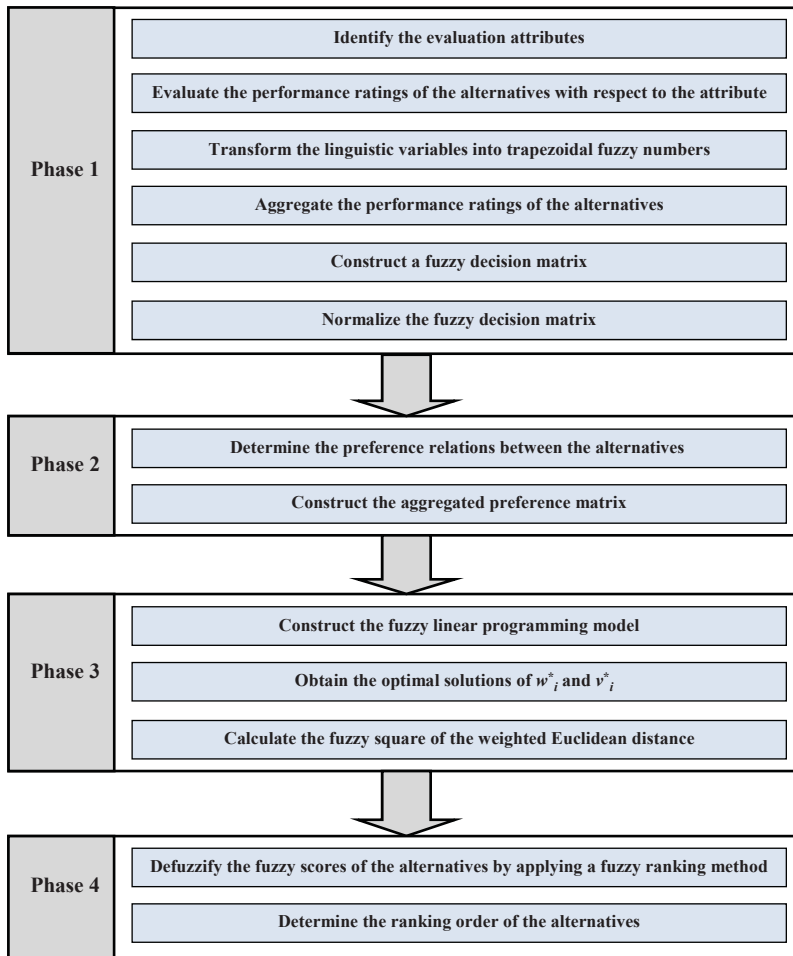 Phase 1
Identify the evaluation attributes
Evaluate the performance ratings of the alternatives with respect to the attribute
Transform the linguistic variables into trapezoidal fuzzy numbers
Aggregate the performance ratings of the alternatives
Construct a fuzzy decision matrix
Normalize the fuzzy decision matrix
Phase 2
Determine the preference relations between the alternatives
Construct the aggregated preference matrix
Phase 3
Construct the fuzzy linear programming model
Obtain the optimal solutions of w*i and v*i
Calculate the fuzzy square of the weighted Euclidean distance
Phase 4
Defuzzify the fuzzy scores of the alternatives by applying a fuzzy ranking method
Determine the ranking order of the alternatives